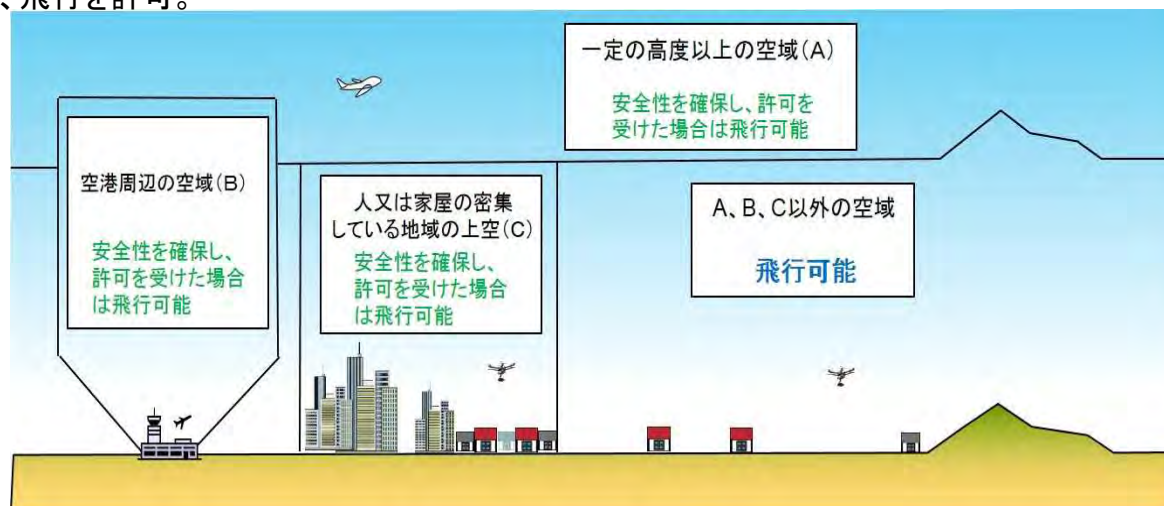 、飛行を許可。
一定の高度以上の空域(A)
安全性を確保し、許可を
受けた場合は飛行可能
空港周辺の空域(B)
安全性を確保し、
許可を受けた場合
は飛行可能
人又は家屋の密集
している地域の上空(C)
安全性を確保し、
許可を受けた場合
は飛行可能
A、B、C以外の空域
飛行可能